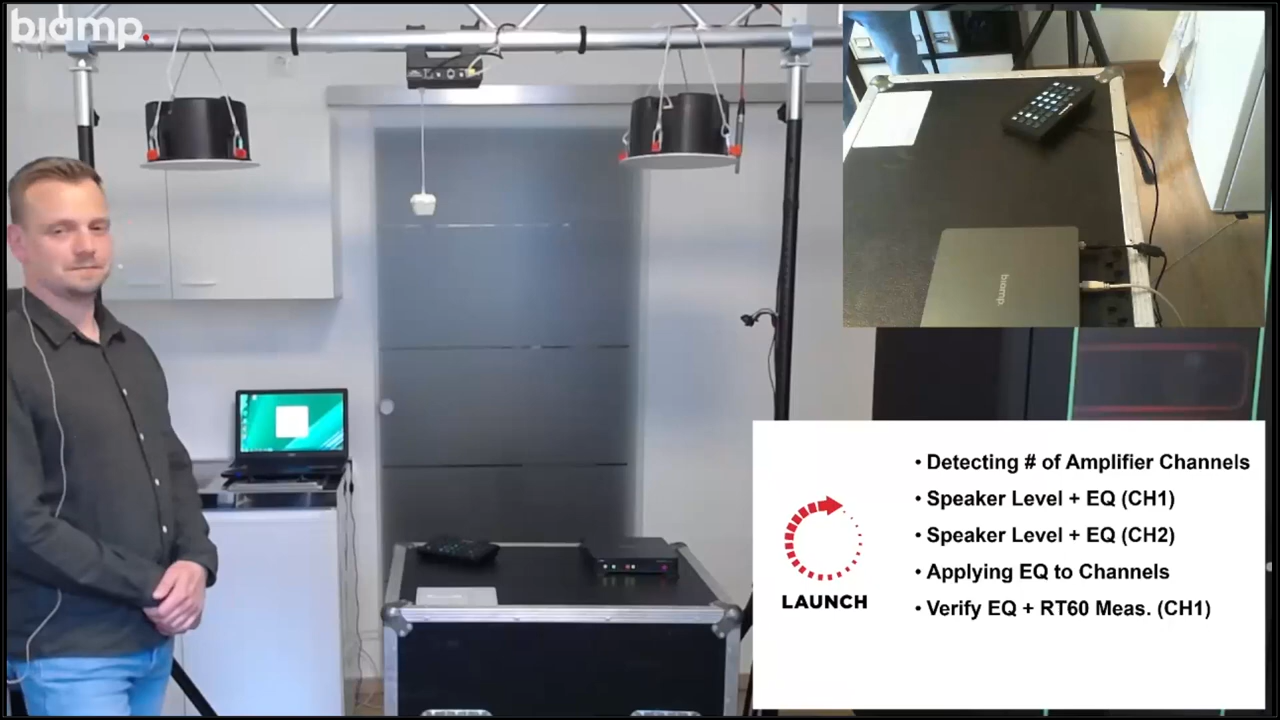 biamp.
biamp
• Detecting # of Amplifier Channels
• Speaker Level + EQ (CH1)
• Speaker Level + EQ (CH2)
• Applying EQ to Channels
• Verify EQ + RT60 Meas. (CH1)
LAUNCH